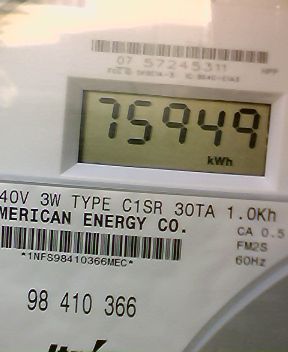 07 57245311
75949
kWh
40V 3W TYPE C1SR 30TA 1.0Kh
MERICAN ENERGY CO.
CA 0.5
FM2S
60Hz
*1NFS98410366MEC*
98 410 366